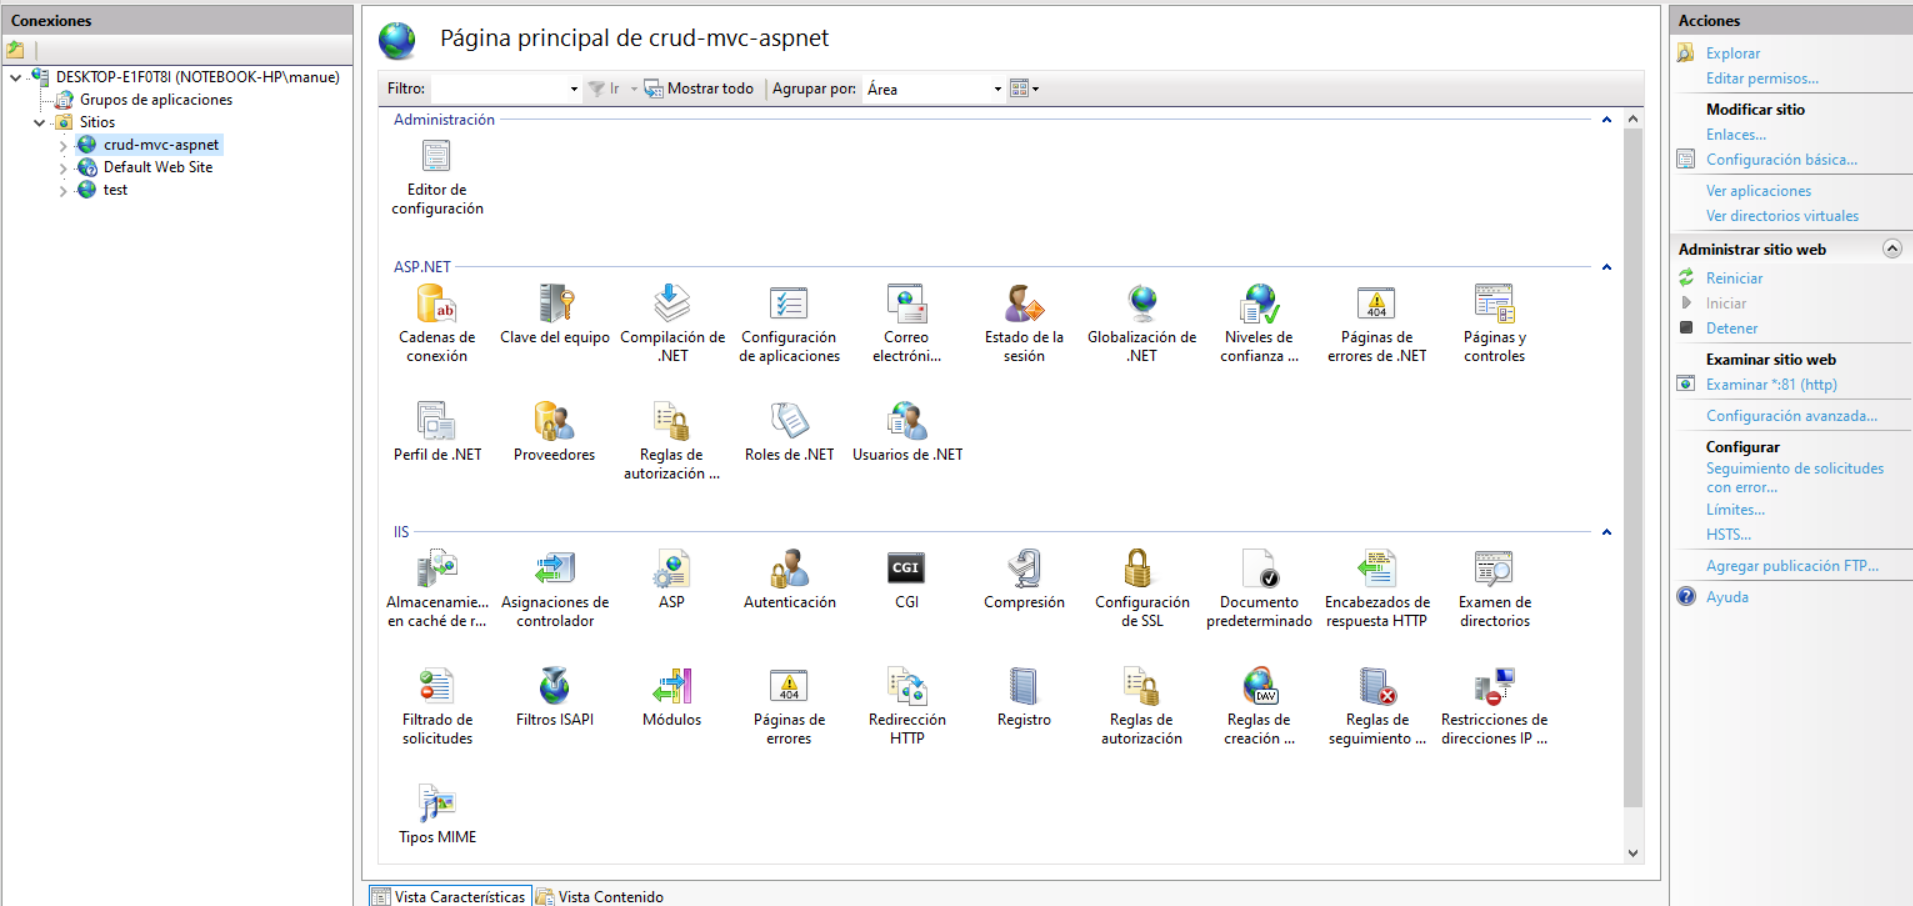 Conexiones
DESKTOP-E1F0T8I (NOTEBOOK-HP\manue)
Grupos de aplicaciones
Sitios
crud-mvc-aspnet
Default Web Site
test
Página principal de crud-mvc-aspnet
Filtro:
Ir
Mostrar todo
Agrupar por:
Área
Administración
Editor de
configuración
ASP.NET
Cadenas de
conexión
Clave del equipo
Compilación de
.NET
Configuración
de aplicaciones
Correo
electróni...
Estado de la
sesión
Globalización de
.NET
Niveles de
confianza ...
Páginas de
errores de .NET
Páginas y
controles
Perfil de .NET
Proveedores
Reglas de
autorización ...
Roles de .NET
Usuarios de .NET
IIS
Almacenamie...
en caché de r...
Asignaciones de
controlador
ASP
Autenticación
CGI
CGI
Compresión
Configuración
de SSL
Documento
predeterminado
Encabezados de
respuesta HTTP
Examen de
directorios
Filtrado de
solicitudes
Filtros ISAPI
Módulos
404
Páginas de
errores
Redirección
HTTP
Registro
Reglas de
autorización
DAV
Reglas de
creación ...
Reglas de
seguimiento ...
Restricciones de
direcciones IP ...
Tipos MIME
Vista Características
Vista Contenido
Acciones
Explorar
Editar permisos...
Modificar sitio
Enlaces...
Configuración básica...
Ver aplicaciones
Ver directorios virtuales
Administrar sitio web
Reiniciar
Iniciar
Detener
Examinar sitio web
Examinar *:81 (http)
Configuración avanzada...
Configurar
Seguimiento de solicitudes
con error...
Límites...
HSTS...
Agregar publicación FTP...
Ayuda